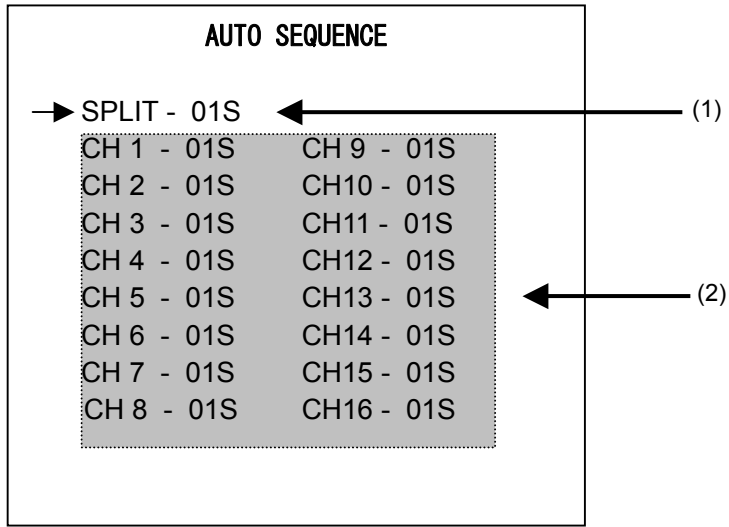 AUTO SEQUENCE
SPLIT - 01S (1)
CH 1 - 01S CH 9 - 01S
CH 2 - 01S CH10 - 01S
CH 3 - 01S CH11 - 01S
CH 4 - 01S CH12 - 01S
CH 5 - 01S CH13 - 01S (2)
CH 6 - 01S CH14 - 01S
CH 7 - 01S CH15 - 01S
CH 8 - 01S CH16 - 01S